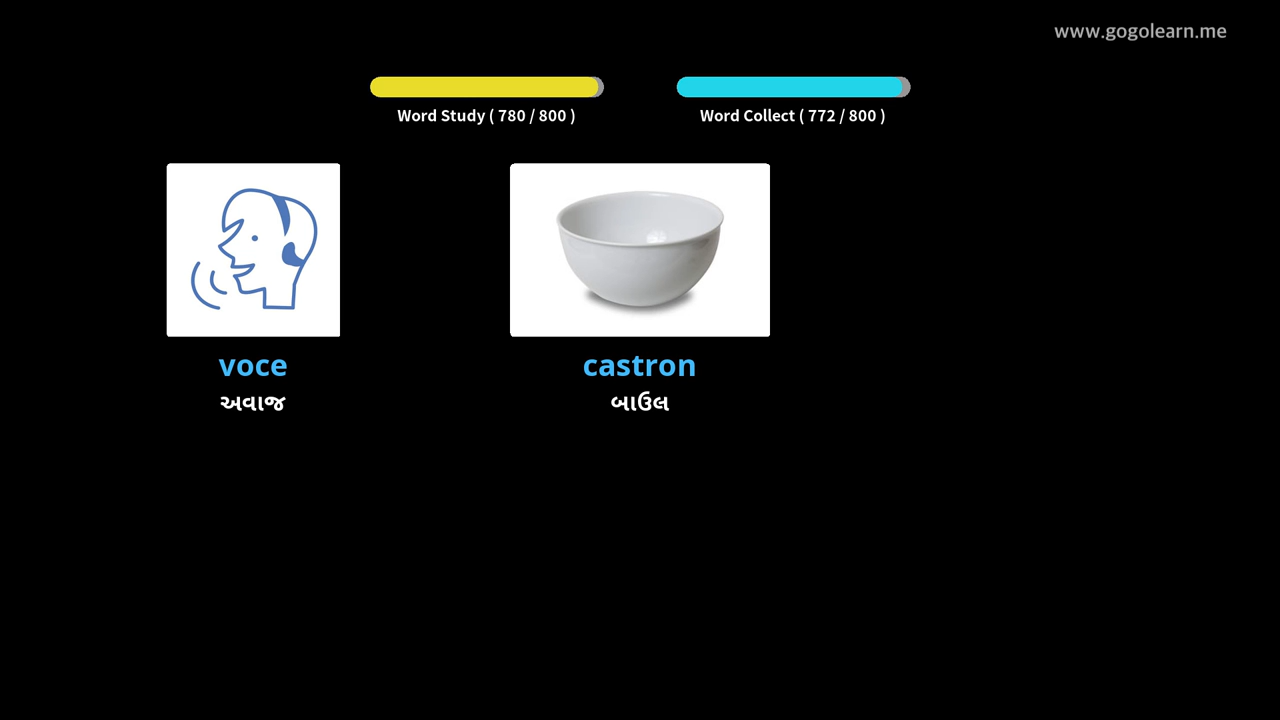 www.gogolearn.me
Word Study ( 780 / 800 )
Word Collect ( 772 / 800 )
voce
castron
અવાજ
બાઉલ